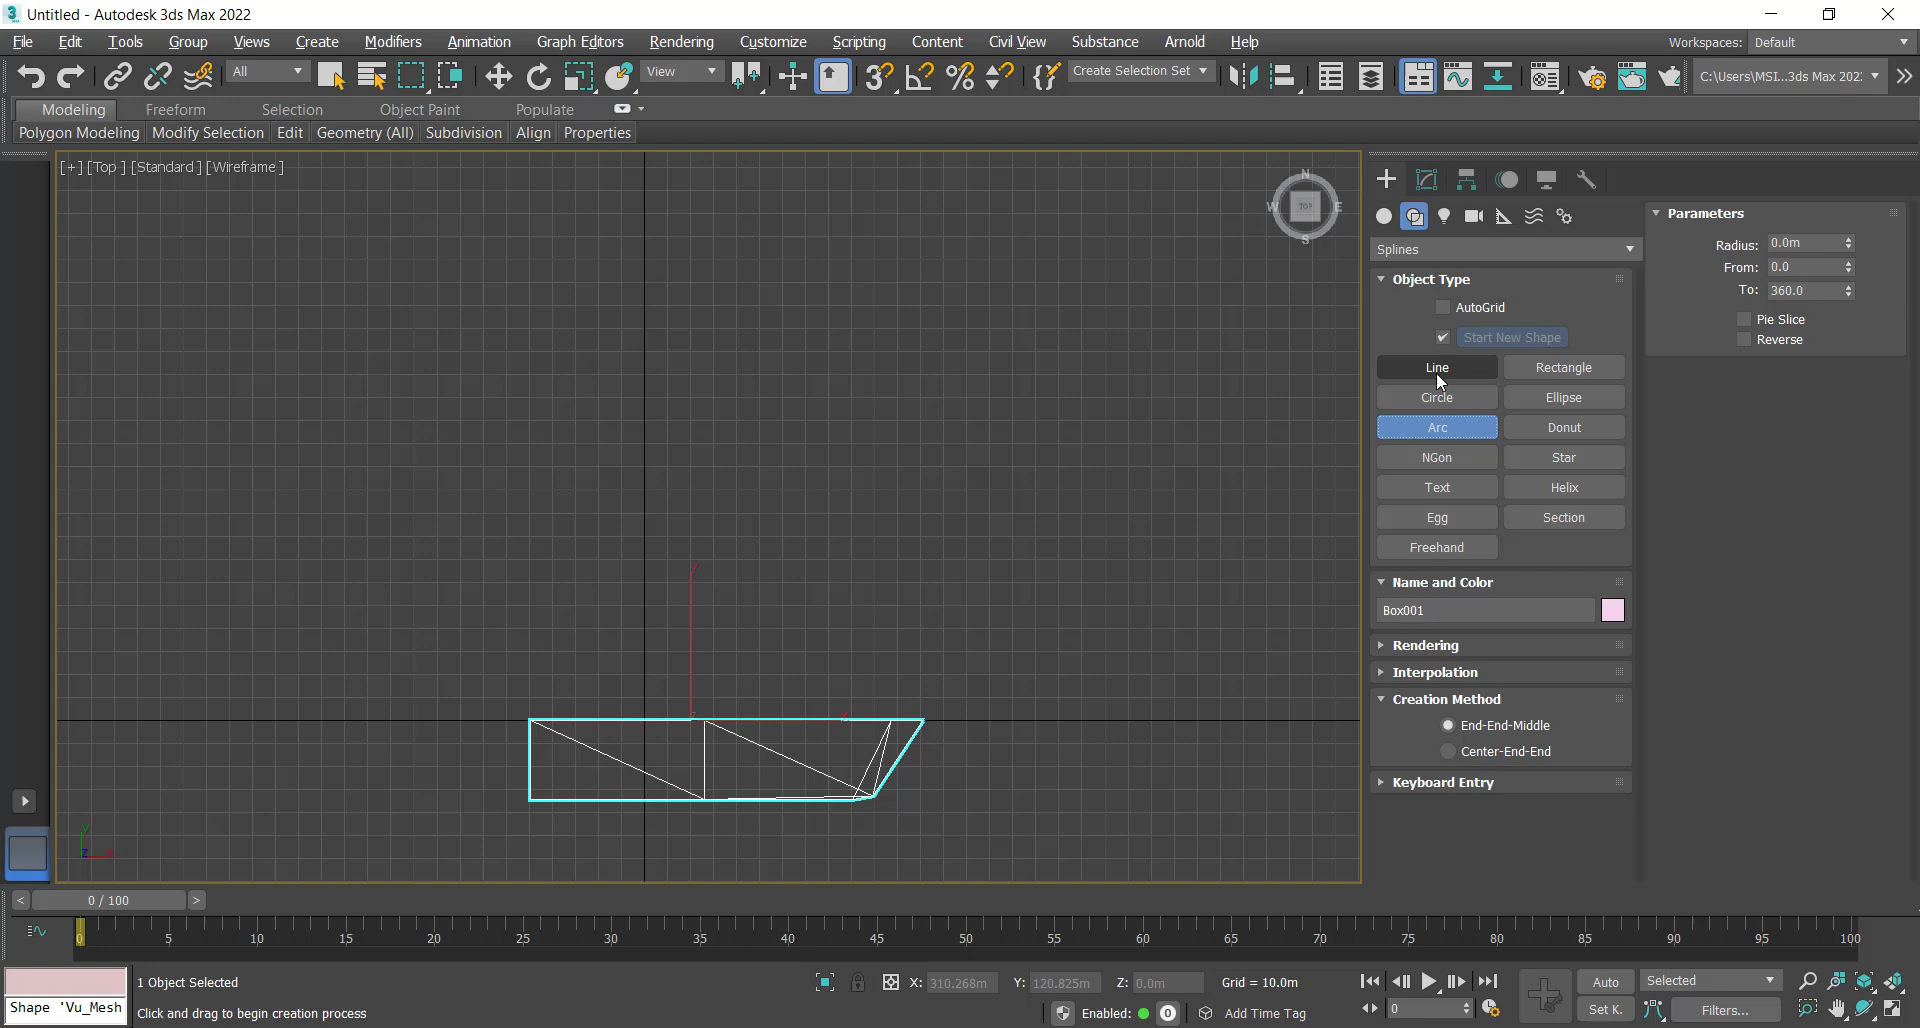 Untitled - Autodesk 3ds Max 2022
File Edit Tools Group Views Create Modifiers Animation Graph Editors Rendering Customize Scripting Content Civil View Substance Arnold Help Workspaces: Default
All View Create Selection Set C:\Users\MSI...3ds Max 202:
Modeling Freeform Selection Object Paint Populate
Polygon Modeling Modify Selection Edit Geometry (All) Subdivision Align Properties
[+] [Top ] [Standard ] [Wireframe ]
N
W TOP E
S
Splines
Object Type
AutoGrid
Start New Shape
Line Rectangle
Circle Ellipse
Arc Donut
NGon Star
Text Helix
Egg Section
Freehand
Name and Color
Box001
Rendering
Interpolation
Creation Method
End-End-Middle
Center-End-End
Keyboard Entry
Parameters
Radius: 0.0m
From: 0.0
To: 360.0
Pie Slice
Reverse
0 / 100
0 5 10 15 20 25 30 35 40 45 50 55 60 65 70 75 80 85 90 95 100
1 Object Selected X: 310.268m Y: 120.825m Z: 0.0m Grid = 10.0m Auto Selected
Shape 'Vu_Mesh Click and drag to begin creation process Enabled: 0 Add Time Tag 0 Set K. Filters...